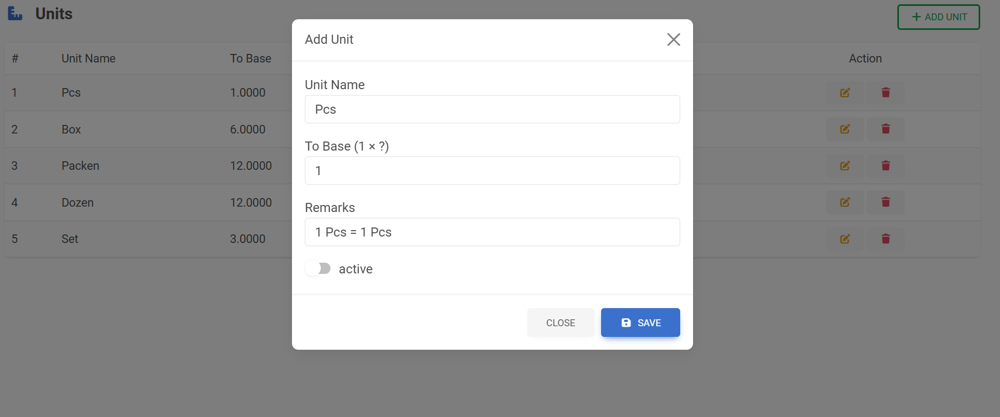 Units
+ ADD UNIT
# Unit Name To Base Action
1 Pcs 1.0000
2 Box 6.0000
3 Packen 12.0000
4 Dozen 12.0000
5 Set 3.0000
Add Unit
Unit Name
Pcs
To Base (1 × ?)
1
Remarks
1 Pcs = 1 Pcs
active
CLOSE
SAVE